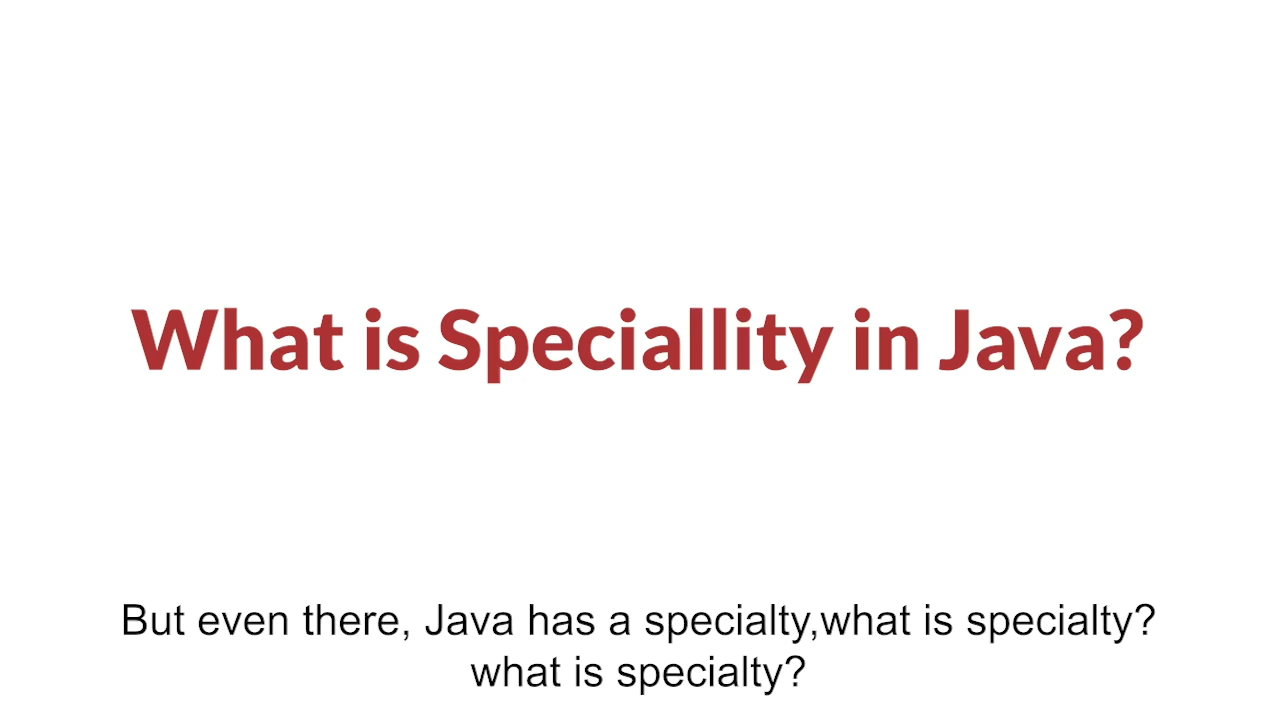 What is Speciallity in Java?
But even there, Java has a specialty,what is specialty?
what is specialty?